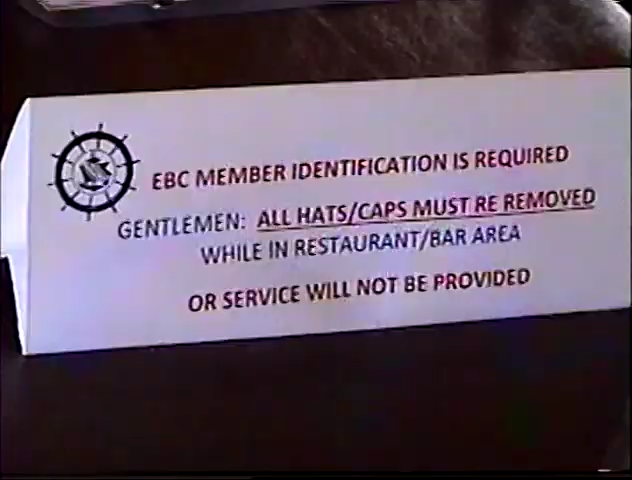 EBC MEMBER IDENTIFICATION IS REQUIRED
GENTLEMEN: ALL HATS/CAPS MUST RE REMOVED
WHILE IN RESTAURANT/BAR AREA
OR SERVICE WILL NOT BE PROVIDED